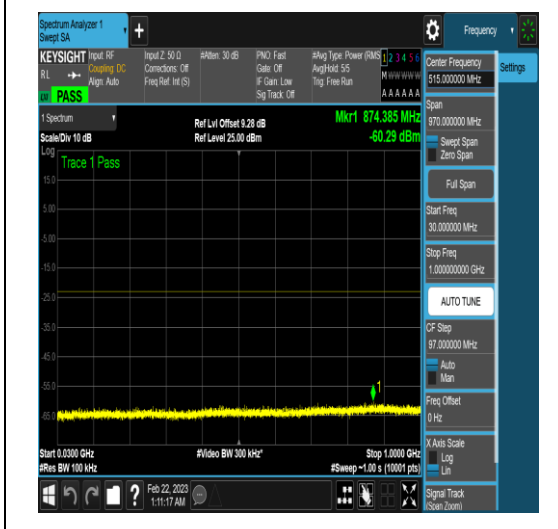 Spectrum Analyzer 1
Swept SA
+
Frequency
KEYSIGHT
RL
PASS
Input: RF
Coupling: DC
Align: Auto
Input Z: 50 Ω
Corrections: Off
Freq Ref: Int (S)
#Atten: 30 dB
PNO: Fast
Gate: Off
IF Gain: Low
Sig Track: Off
#Avg Type: Power (RMS
Avg|Hold: 5/5
Trig: Free Run
1 2 3 4 5 6
M W W W W W
A A A A A A
1 Spectrum
Scale/Div 10 dB
Ref Lvl Offset 9.28 dB
Ref Level 25.00 dBm
Mkr1 874.385 MHz
-60.29 dBm
Log
Trace 1 Pass
15.0
5.00
-5.00
-15.0
-25.0
-35.0
-45.0
-55.0
-65.0
1
Start 0.0300 GHz
#Res BW 100 kHz
#Video BW 300 kHz*
Stop 1.0000 GHz
#Sweep ~1.00 s (10001 pts)
?
Feb 22, 2023
1:11:17 AM
Center Frequency
515.000000 MHz
Span
970.000000 MHz
Swept Span
Zero Span
Full Span
Start Freq
30.000000 MHz
Stop Freq
1.000000000 GHz
AUTO TUNE
CF Step
97.000000 MHz
Auto
Man
Freq Offset
0 Hz
X Axis Scale
Log
Lin
Signal Track
(Span Zoom)
Settings